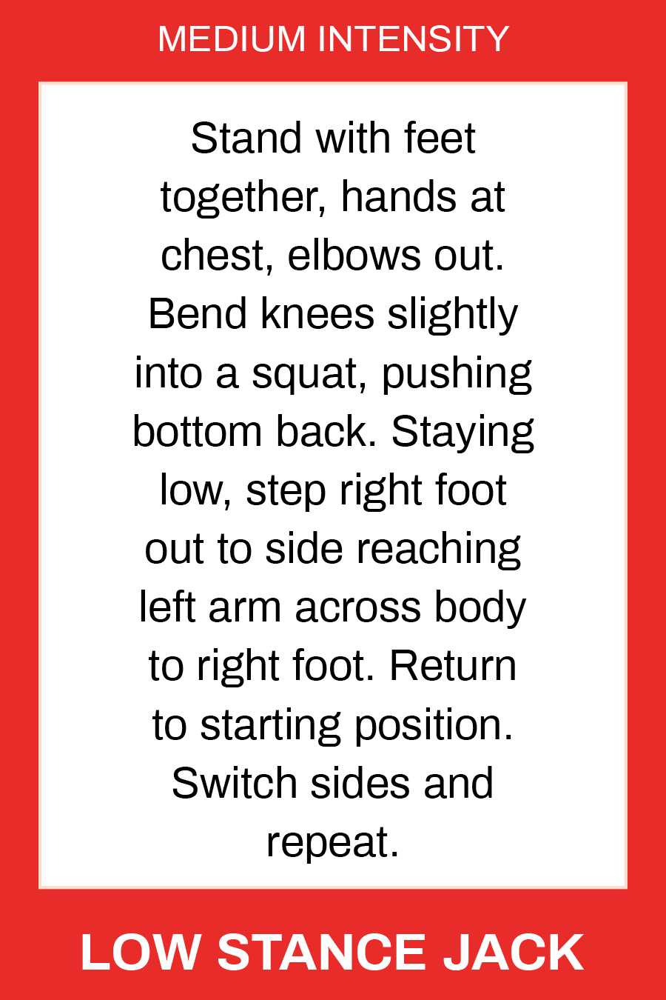 MEDIUM INTENSITY
Stand with feet
together, hands at
chest, elbows out.
Bend knees slightly
into a squat, pushing
bottom back. Staying
low, step right foot
out to side reaching
left arm across body
to right foot. Return
to starting position.
Switch sides and
repeat.
LOW STANCE JACK